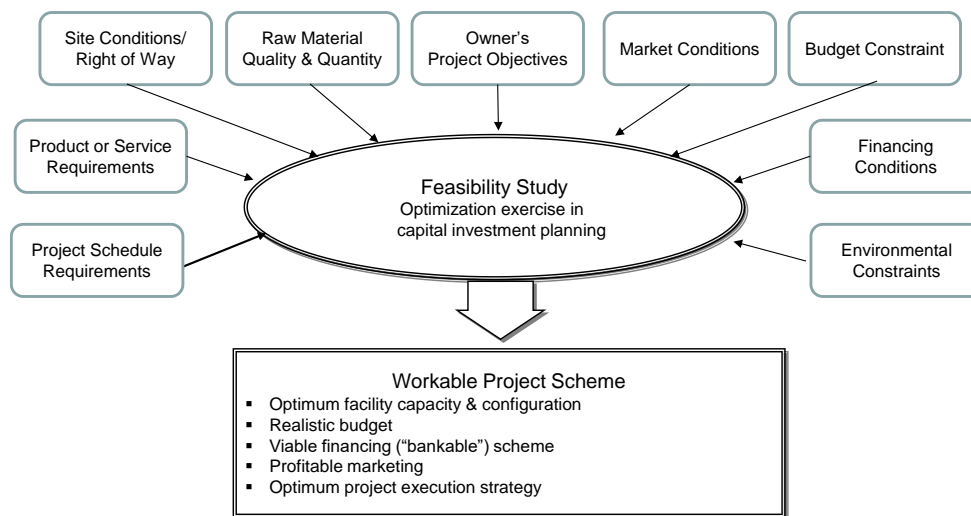 Site Conditions/
Right of Way
Raw Material
Quality & Quantity
Owner’s
Project Objectives
Market Conditions
Budget Constraint
Product or Service
Requirements
Financing
Conditions
Feasibility Study
Optimization exercise in
capital investment planning
Project Schedule
Requirements
Environmental
Constraints
Workable Project Scheme
▪ Optimum facility capacity & configuration
▪ Realistic budget
▪ Viable financing (“bankable”) scheme
▪ Profitable marketing
▪ Optimum project execution strategy